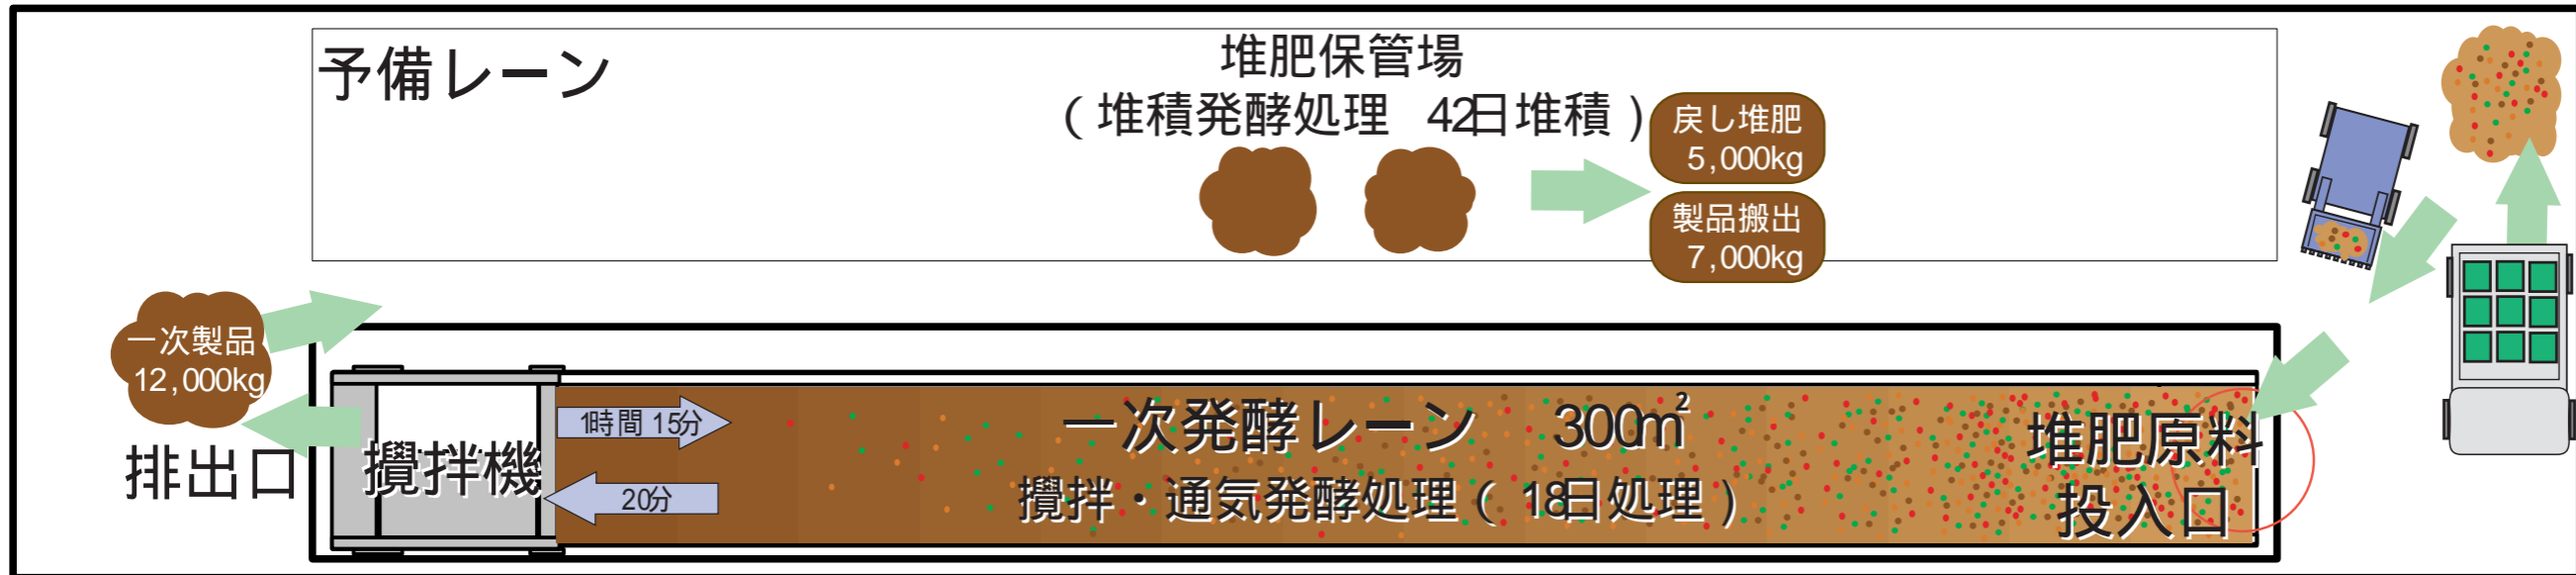 予備レーン
堆肥保管場
(堆積発酵処理 42日堆積)
戻し堆肥
5,000kg
製品搬出
7,000kg
一次製品
12,000kg
排出口
攪拌機
1時間15分
20分
一次発酵レーン 300m²
攪拌・通気発酵処理(18日処理)
堆肥原料
投入口